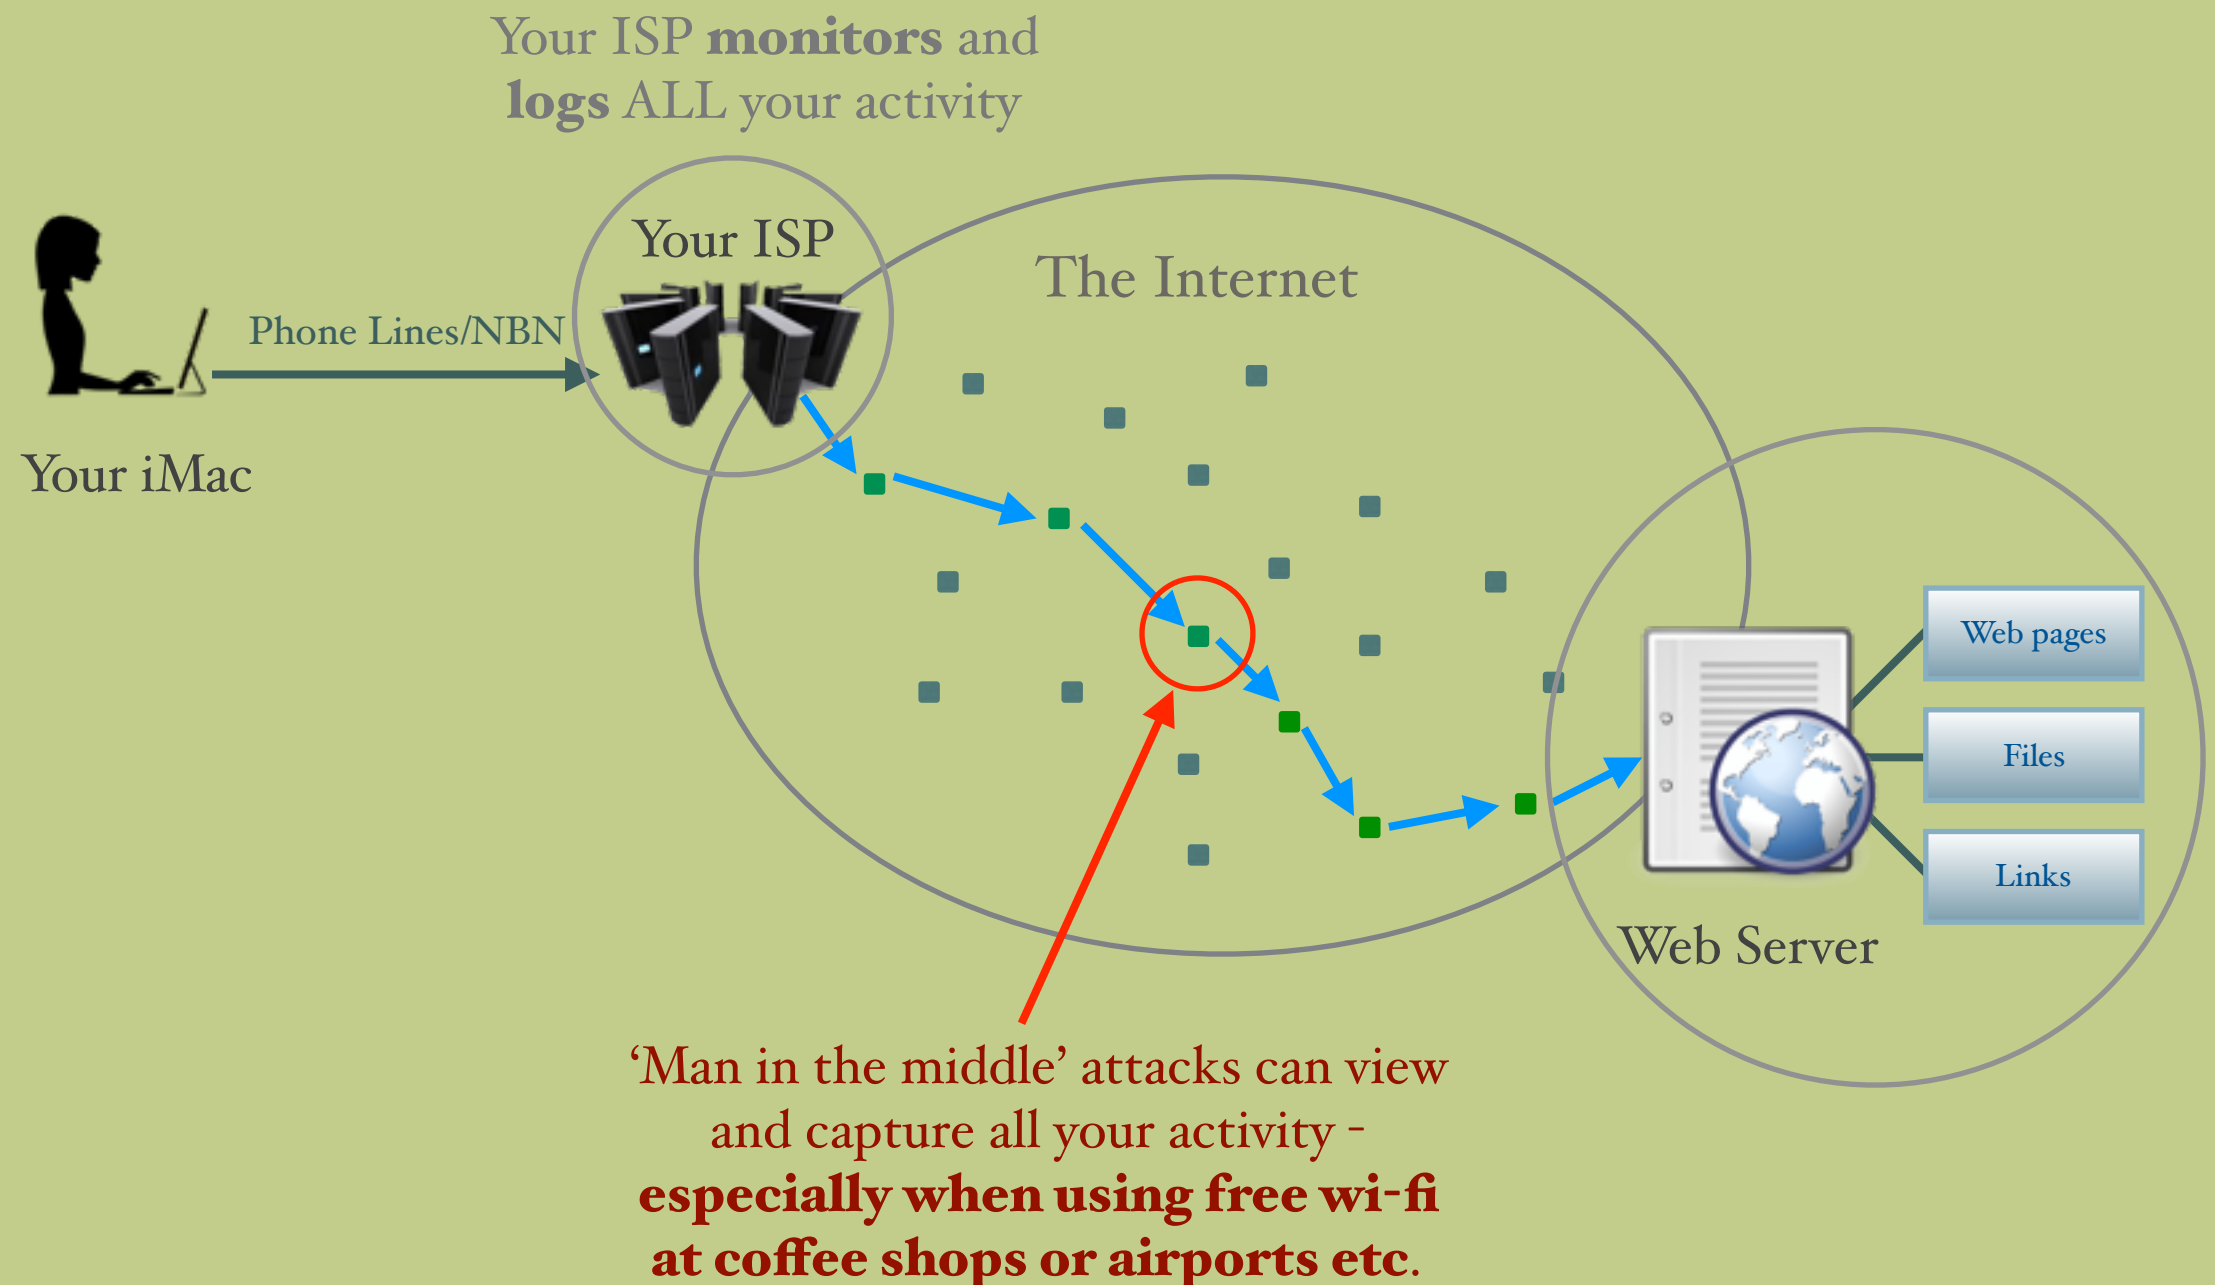 Your ISP monitors and
logs ALL your activity
Your ISP
The Internet
Phone Lines/NBN
Your iMac
Web pages
Files
Links
Web Server
‘Man in the middle’ attacks can view
and capture all your activity -
especially when using free wi-fi
at coffee shops or airports etc.